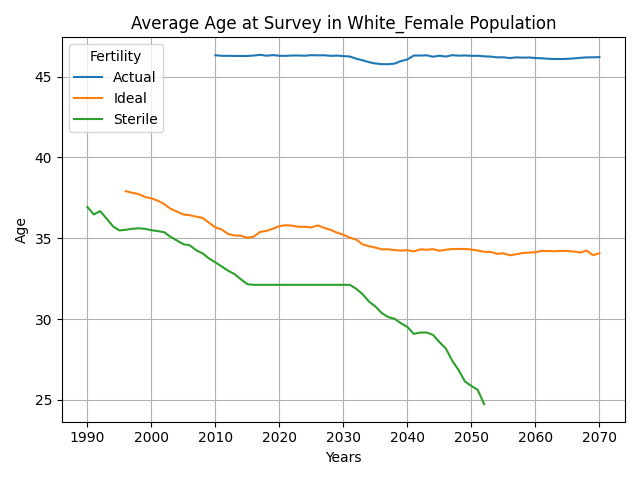 Average Age at Survey in White_Female Population
Fertility
Actual
Ideal
Sterile
Age
45
40
35
30
25
1990 2000 2010 2020 2030 2040 2050 2060 2070
Years